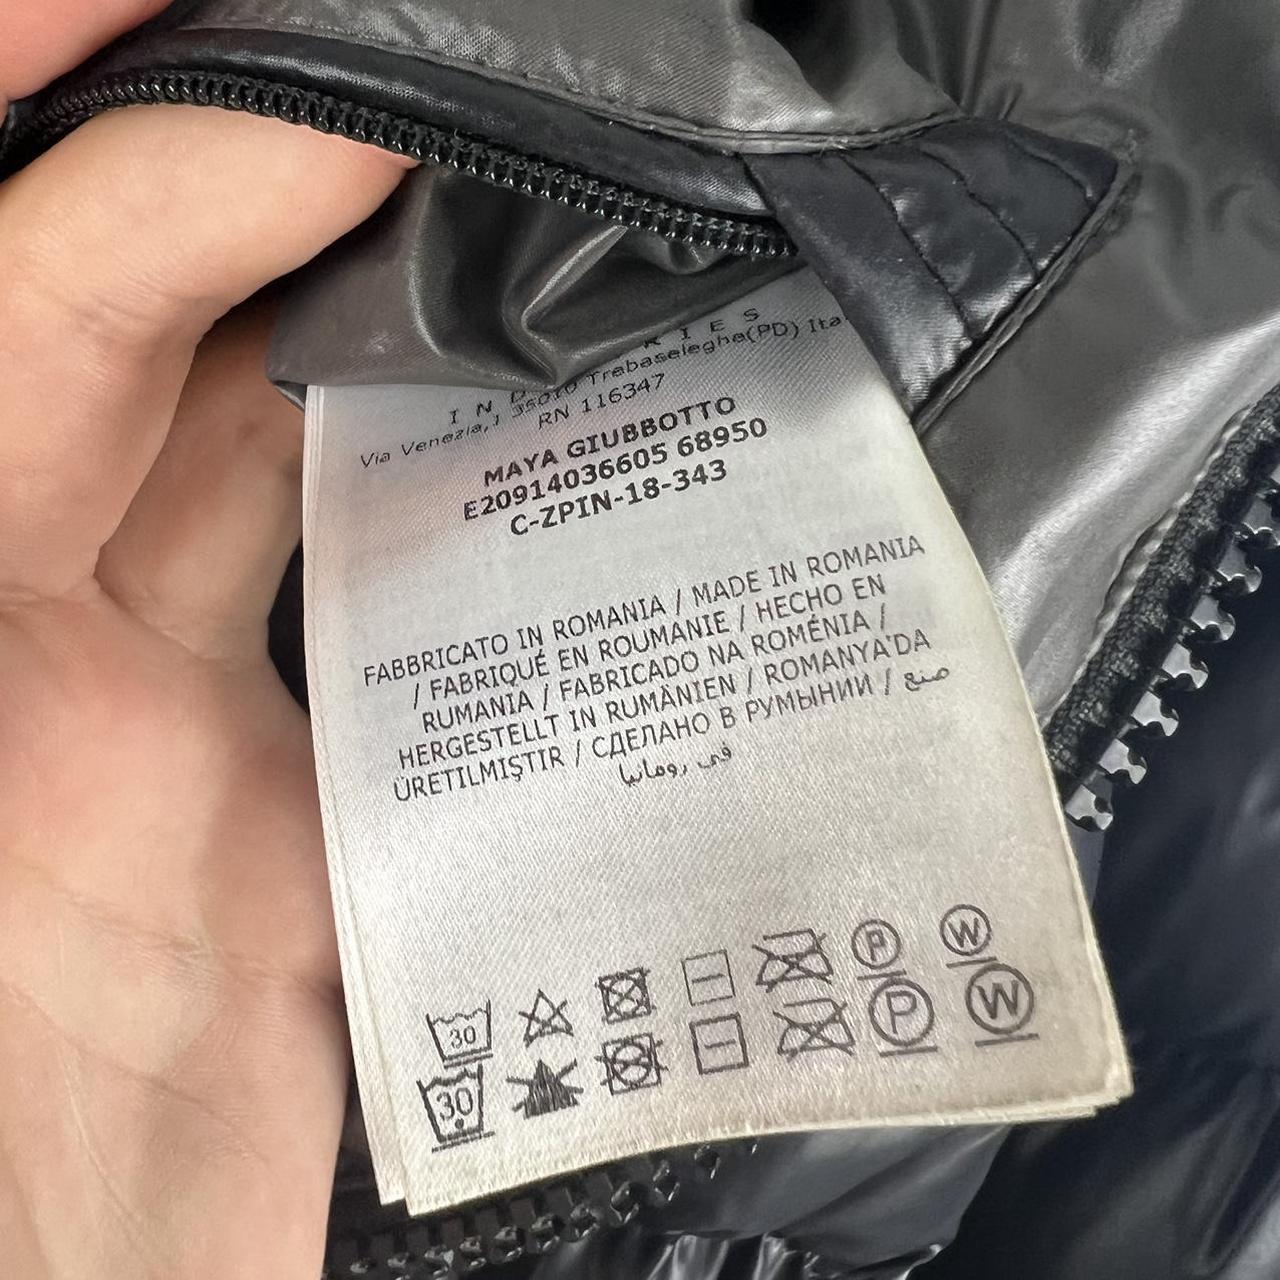 I N D R I E S
Via Venezia,1 35010 Trebaseleghe(PD) Ita
RN 116347
MAYA GIUBBOTTO
E20914036605 68950
C-ZPIN-18-343
FABBRICATO IN ROMANIA / MADE IN ROMANIA
/ FABRIQUÉ EN ROUMANIE / HECHO EN
RUMANIA / FABRICADO NA ROMÉNIA /
HERGESTELLT IN RUMÄNIEN / ROMANYA'DA
ÜRETILMIŞTIR / СДЕЛАНО В РУМЫНИИ / صنع
في رومانيا
30 P W
30 P W